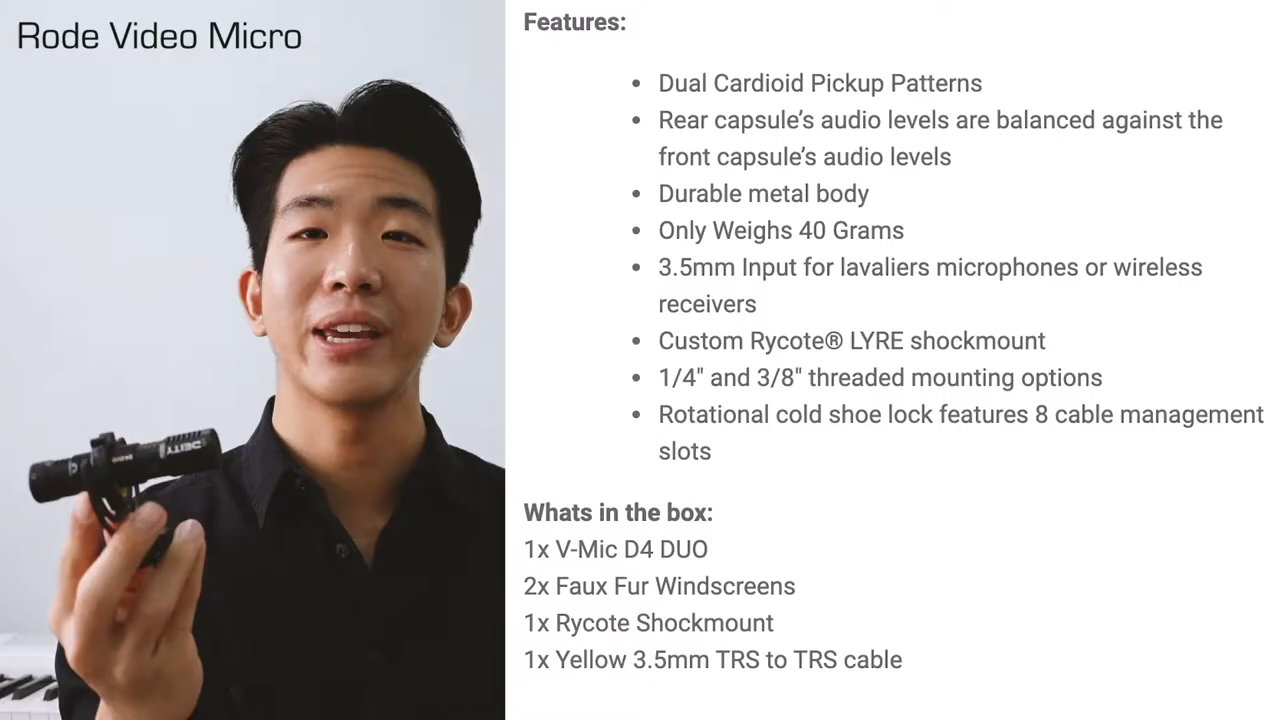 Rode Video Micro
Features:
• Dual Cardioid Pickup Patterns
• Rear capsule’s audio levels are balanced against the
front capsule’s audio levels
• Durable metal body
• Only Weighs 40 Grams
• 3.5mm Input for lavaliers microphones or wireless
receivers
• Custom Rycote® LYRE shockmount
• 1/4" and 3/8" threaded mounting options
• Rotational cold shoe lock features 8 cable management
slots
Whats in the box:
1x V-Mic D4 DUO
2x Faux Fur Windscreens
1x Rycote Shockmount
1x Yellow 3.5mm TRS to TRS cable
DEITY